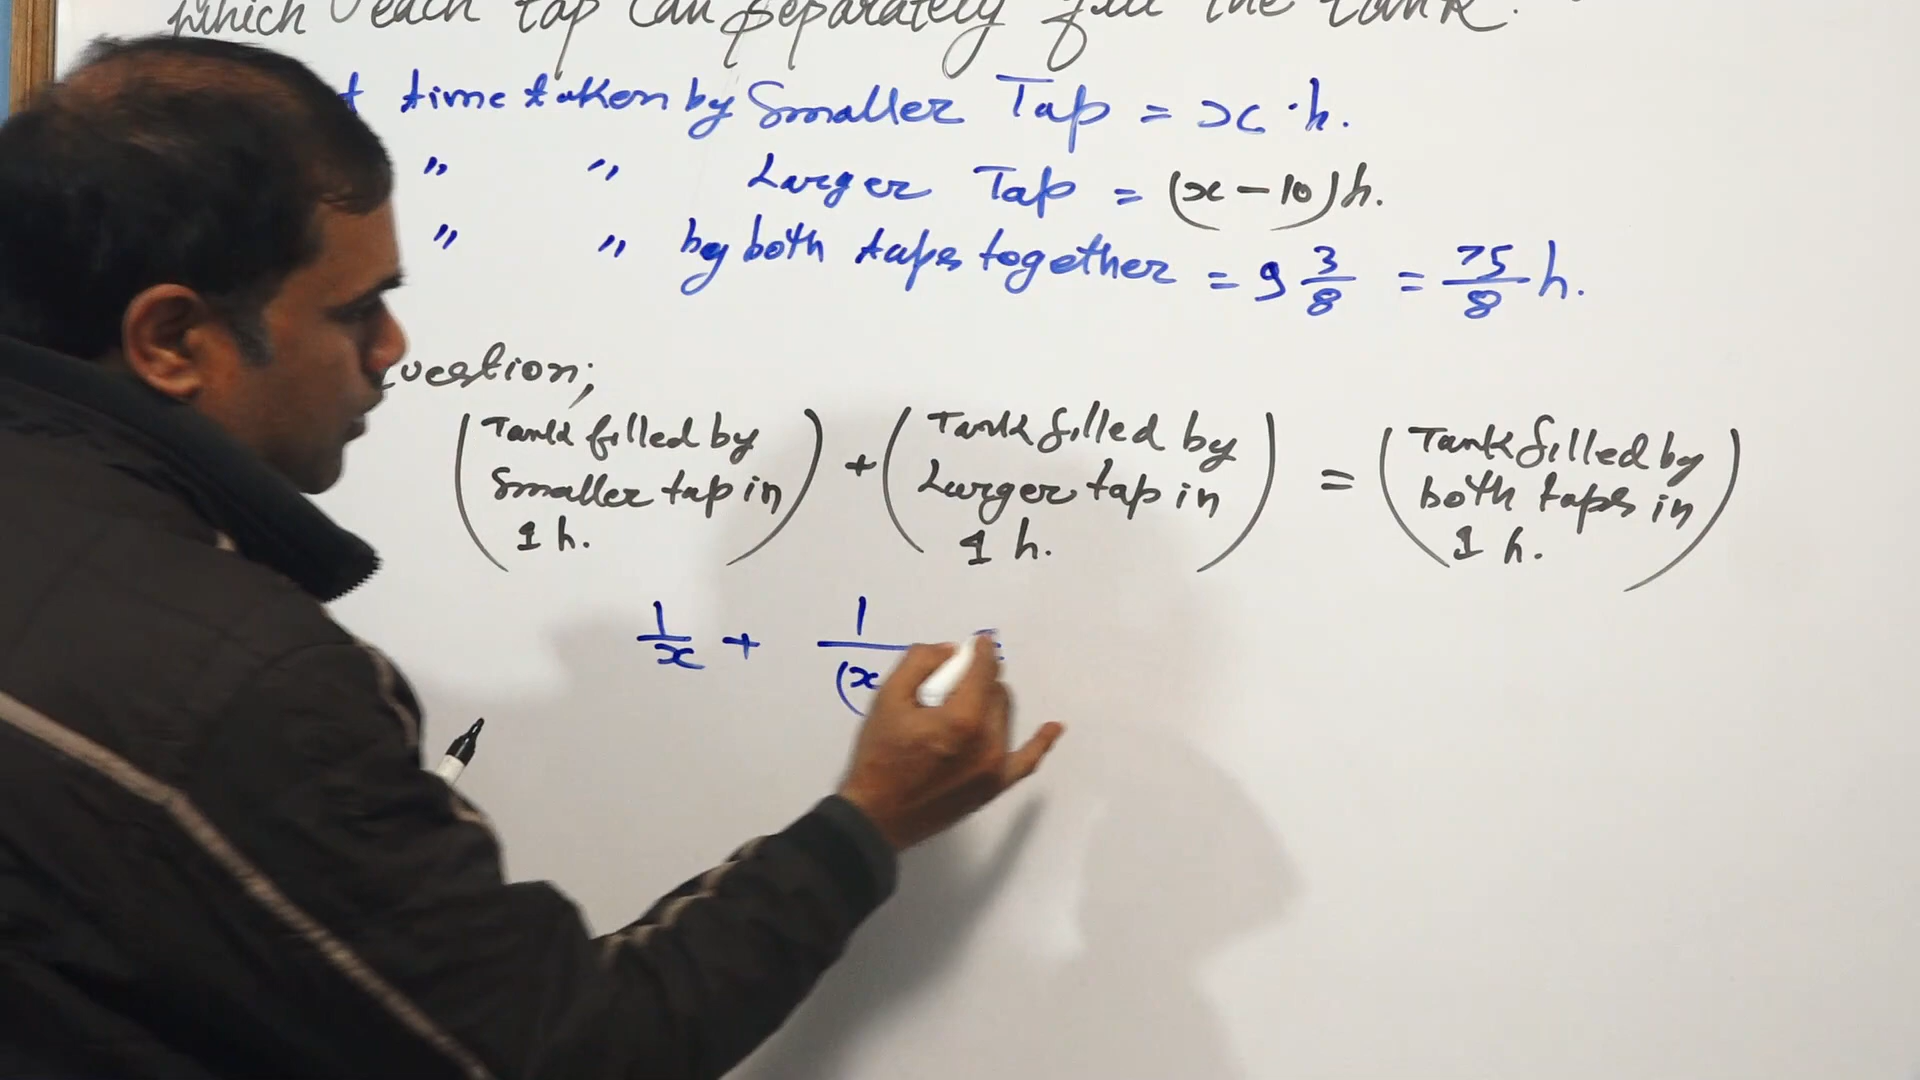 which each tap can separately fill the tank.
time taken by Smaller Tap = x · h.
" " Larger Tap = (x - 10) h.
" " by both taps together = 9 3/8 = 75/8 h.
question;
(Tank filled by Smaller tap in 1 h.) + (Tank filled by Larger tap in 1 h.) = (Tank filled by both taps in 1 h.)
1/x + 1/(x =